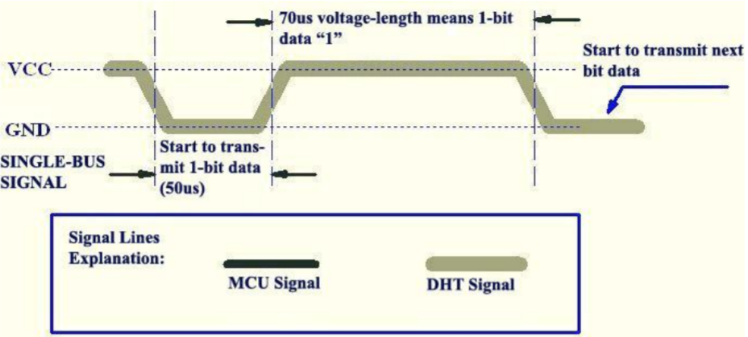 70us voltage-length means 1-bit
data “1”
Start to transmit next
bit data
VCC
GND
SINGLE-BUS
SIGNAL
Start to trans-
mit 1-bit data
(50us)
Signal Lines
Explanation:
MCU Signal
DHT Signal